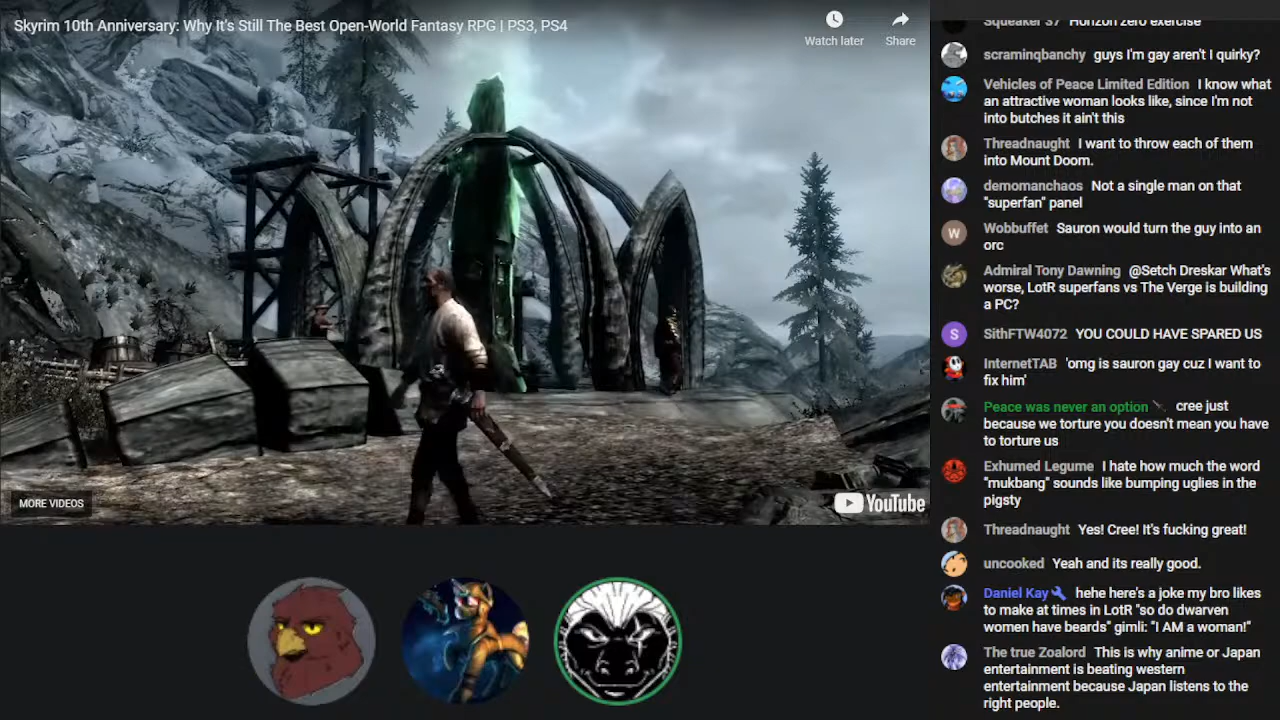 Skyrim 10th Anniversary: Why It's Still The Best Open-World Fantasy RPG | PS3, PS4
Watch later
Share
MORE VIDEOS
YouTube
Squeaker 37 Horizon zero exercise
scraminqbanchy guys I'm gay aren't I quirky?
Vehicles of Peace Limited Edition I know what
an attractive woman looks like, since I'm not
into butches it ain't this
Threadnaught I want to throw each of them
into Mount Doom.
demomanchaos Not a single man on that
"superfan" panel
W
Wobbuffet Sauron would turn the guy into an
orc
Admiral Tony Dawning @Setch Dreskar What's
worse, LotR superfans vs The Verge is building
a PC?
S
SithFTW4072 YOU COULD HAVE SPARED US
InternetTAB 'omg is sauron gay cuz I want to
fix him'
Peace was never an option cree just
because we torture you doesn't mean you have
to torture us
Exhumed Legume I hate how much the word
"mukbang" sounds like bumping uglies in the
pigsty
Threadnaught Yes! Cree! It's fucking great!
uncooked Yeah and its really good.
Daniel Kay hehe here's a joke my bro likes
to make at times in LotR "so do dwarven
women have beards" gimli: "I AM a woman!"
The true Zoalord This is why anime or Japan
entertainment is beating western
entertainment because Japan listens to the
right people.